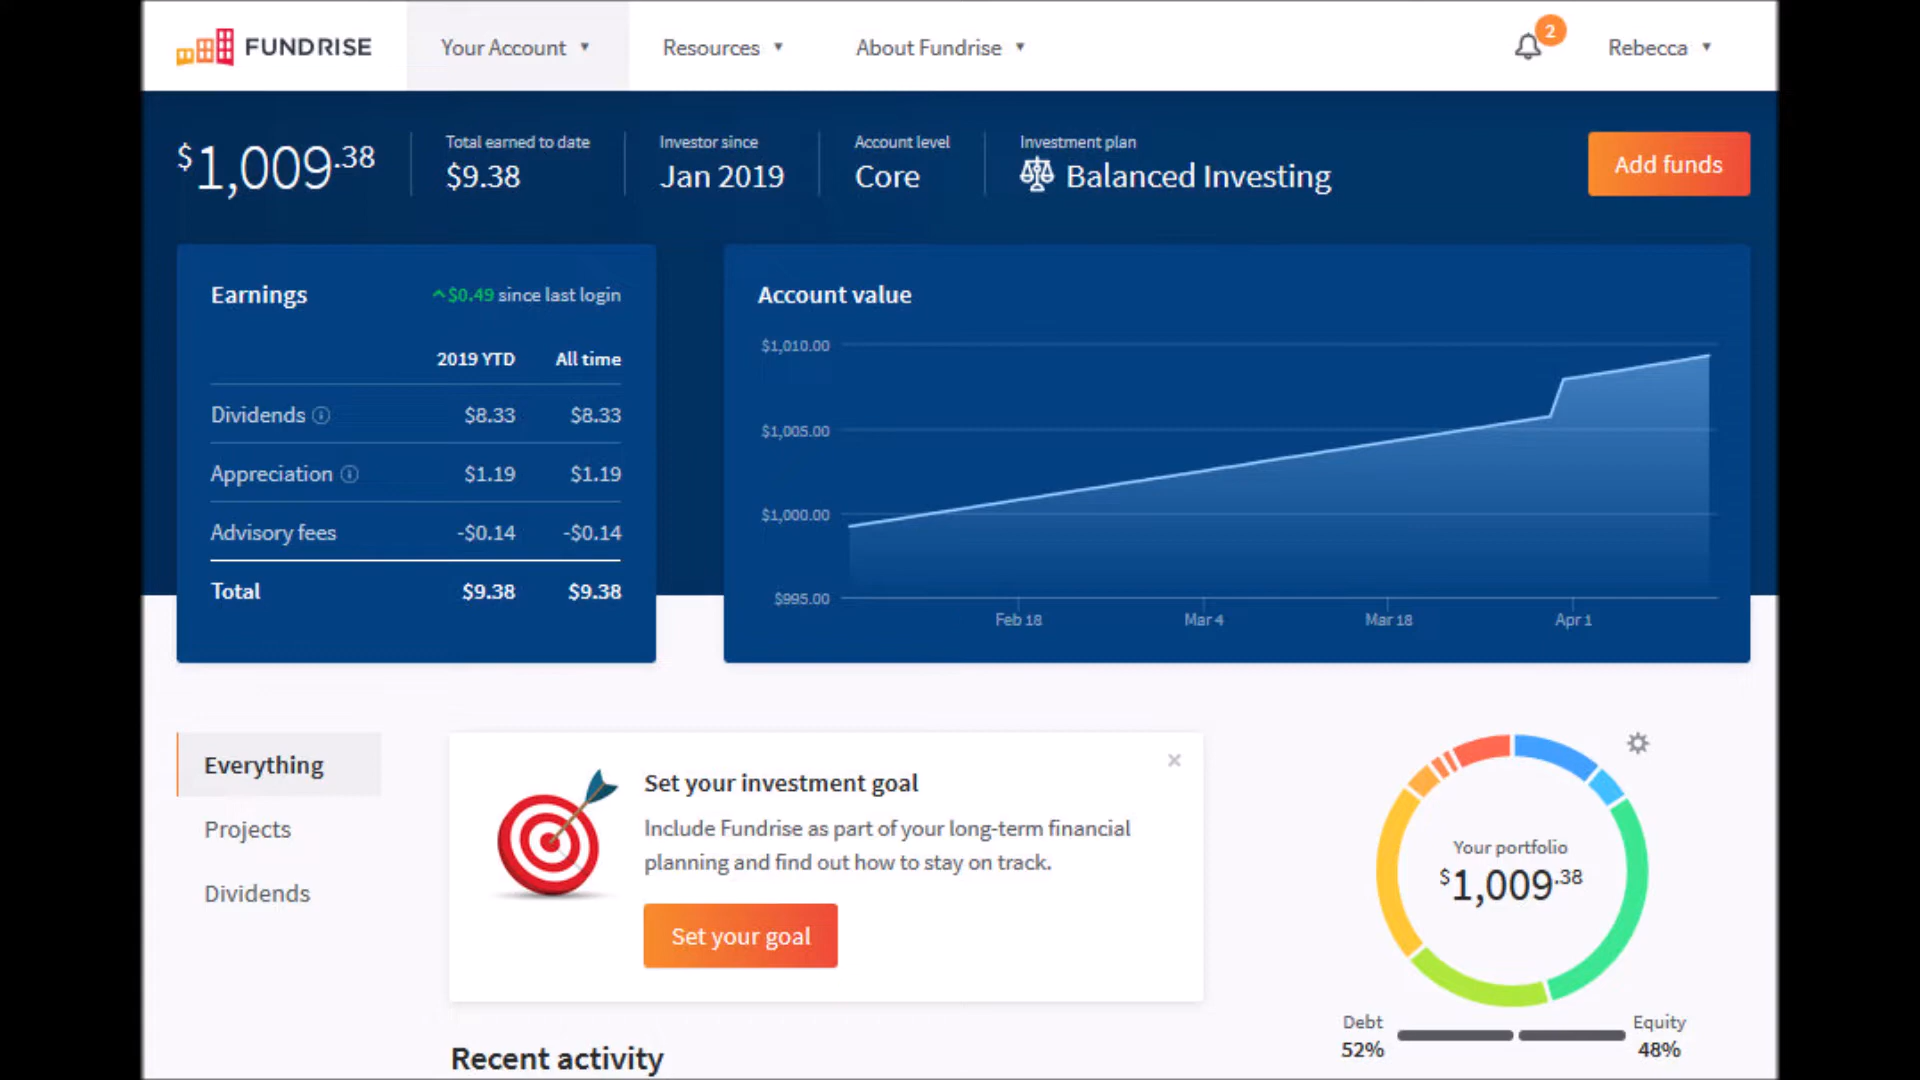 FUNDRISE
Your Account
Resources
About Fundrise
2
Rebecca
$1,009.38
Total earned to date
$9.38
Investor since
Jan 2019
Account level
Core
Investment plan
Balanced Investing
Add funds
Earnings
$0.49 since last login
2019 YTD All time
Dividends $8.33 $8.33
Appreciation $1.19 $1.19
Advisory fees -$0.14 -$0.14
Total $9.38 $9.38
Account value
$1,010.00
$1,005.00
$1,000.00
$995.00
Feb 18 Mar 4 Mar 18 Apr 1
Everything
Projects
Dividends
Set your investment goal
Include Fundrise as part of your long-term financial
planning and find out how to stay on track.
Set your goal
Recent activity
Your portfolio
$1,009.38
Debt Equity
52% 48%